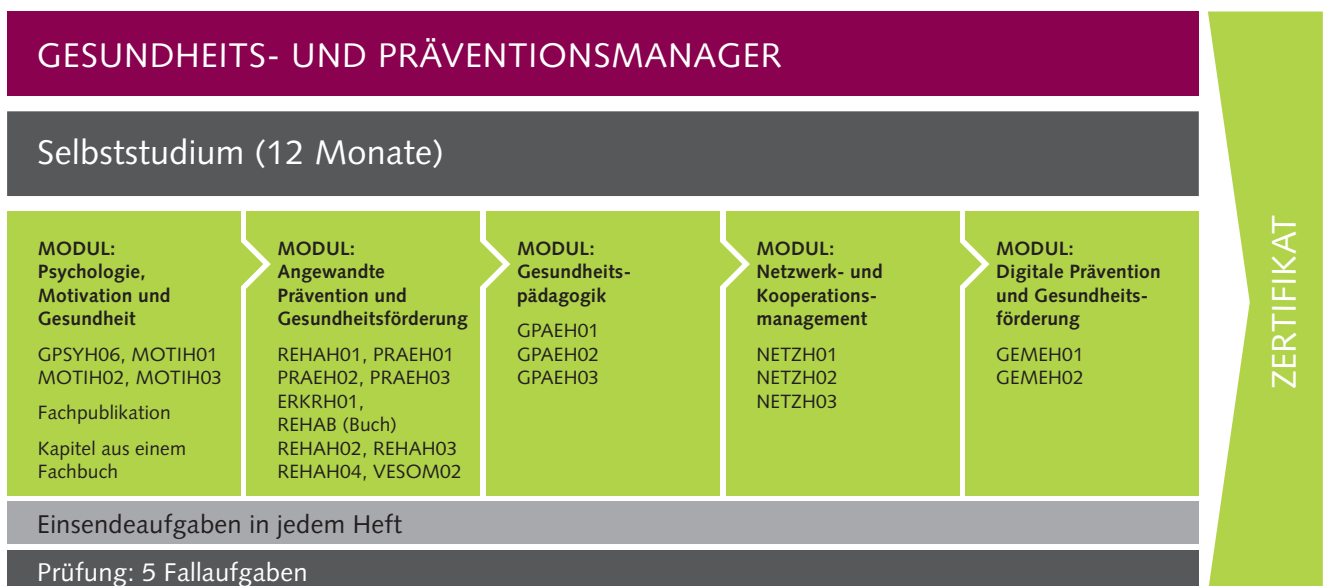 GESUNDHEITS- UND PRÄVENTIONSMANAGER
Selbststudium (12 Monate)
MODUL:
Psychologie,
Motivation und
Gesundheit
GPSYH06, MOTIH01
MOTIH02, MOTIH03
Fachpublikation
Kapitel aus einem
Fachbuch
MODUL:
Angewandte
Prävention und
Gesundheitsförderung
REHAH01, PRAEH01
PRAEH02, PRAEH03
ERKRH01,
REHAB (Buch)
REHAH02, REHAH03
REHAH04, VESOM02
MODUL:
Gesundheits-
pädagogik
GPAEH01
GPAEH02
GPAEH03
MODUL:
Netzwerk- und
Kooperations-
management
NETZH01
NETZH02
NETZH03
MODUL:
Digitale Prävention
und Gesundheits-
förderung
GEMEH01
GEMEH02
Einsendeaufgaben in jedem Heft
Prüfung: 5 Fallaufgaben
ZERTIFIKAT